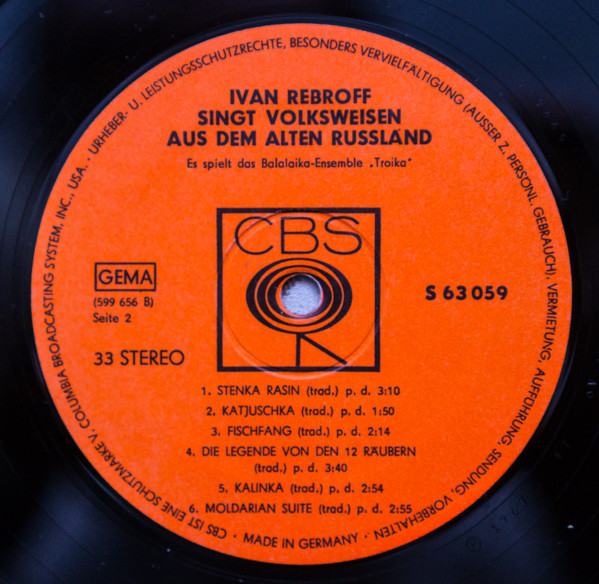 URHEBER- U. LEISTUNGSSCHUTZRECHTE, BESONDERS VERVIELFÄLTIGUNG (AUSSER Z. PERSÖNL. GEBRAUCH), VERMIETUNG, AUFFÜHRUNG, SENDUNG, VORBEHALTEN · MADE IN GERMANY · CBS IST EINE SCHUTZMARKE V. COLUMBIA BROADCASTING SYSTEM, INC., USA. ·
IVAN REBROFF
SINGT VOLKSWEISEN
AUS DEM ALTEN RUSSLAND
Es spielt das Balalaika-Ensemble „Troika"
CBS
GEMA
(599 656 B)
Seite 2
S 63059
33 STEREO
1. STENKA RASIN (trad.) p. d. 3:10
2. KATJUSCHKA (trad.) p. d. 1:50
3. FISCHFANG (trad.) p. d. 2:14
4. DIE LEGENDE VON DEN 12 RÄUBERN
(trad.) p. d. 3:40
5. KALINKA (trad.) p. d. 2:54
6. MOLDARIAN SUITE (trad.) p. d. 2:55